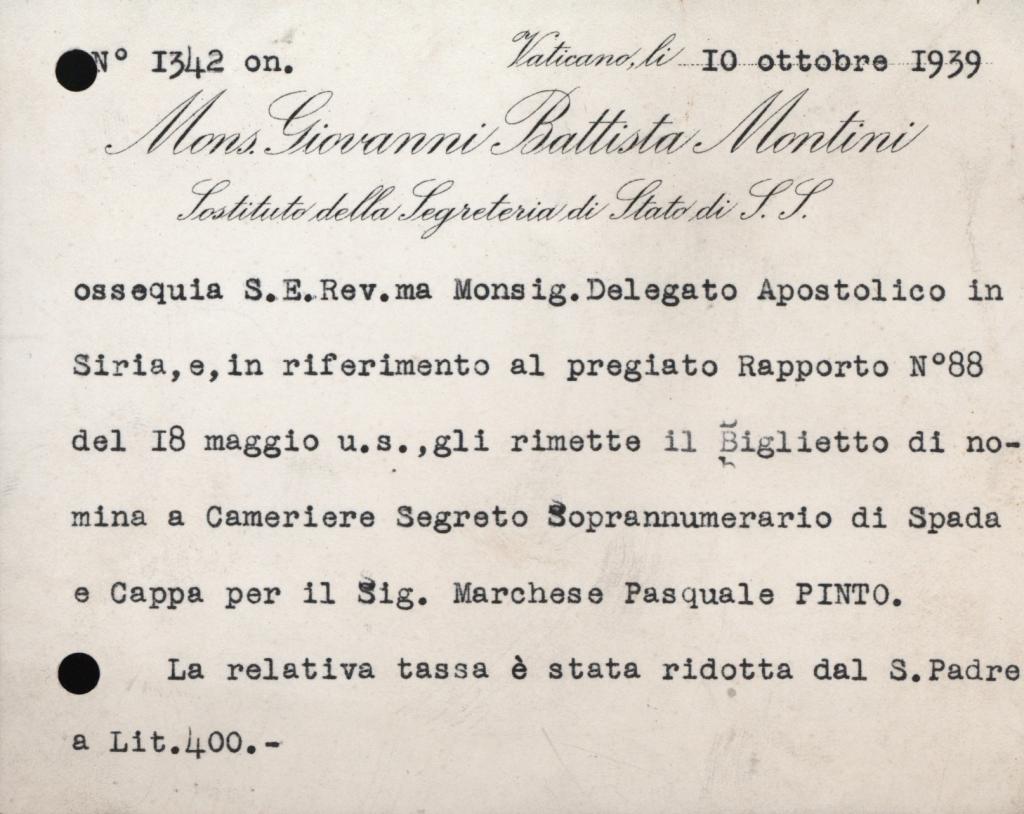 N° 1342 on. Vaticano, li 10 ottobre 1939
Mons. Giovanni Battista Montini
Sostituto della Segreteria di Stato di S. S.
ossequia S.E.Rev.ma Monsig.Delegato Apostolico in
Siria,e,in riferimento al pregiato Rapporto N°88
del 18 maggio u.s.,gli rimette il Biglietto di no-
mina a Cameriere Segreto Soprannumerario di Spada
e Cappa per il Sig. Marchese Pasquale PINTO.
La relativa tassa è stata ridotta dal S.Padre
a Lit.400.-